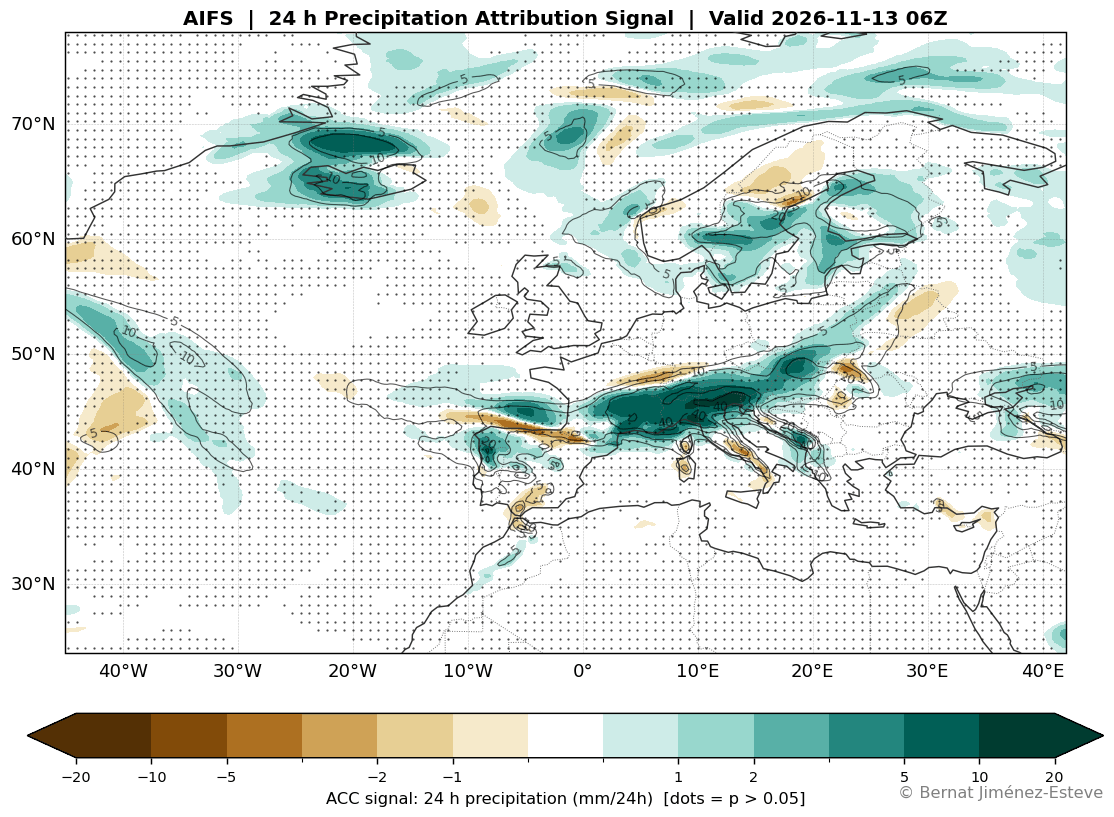 AIFS | 24 h Precipitation Attribution Signal | Valid 2026-11-13 06Z
70°N
60°N
50°N
40°N
30°N
40°W 30°W 20°W 10°W 0° 10°E 20°E 30°E 40°E
−20 −10 −5 −2 −1 1 2 5 10 20
ACC signal: 24 h precipitation (mm/24h) [dots = p > 0.05]
© Bernat Jiménez-Esteve